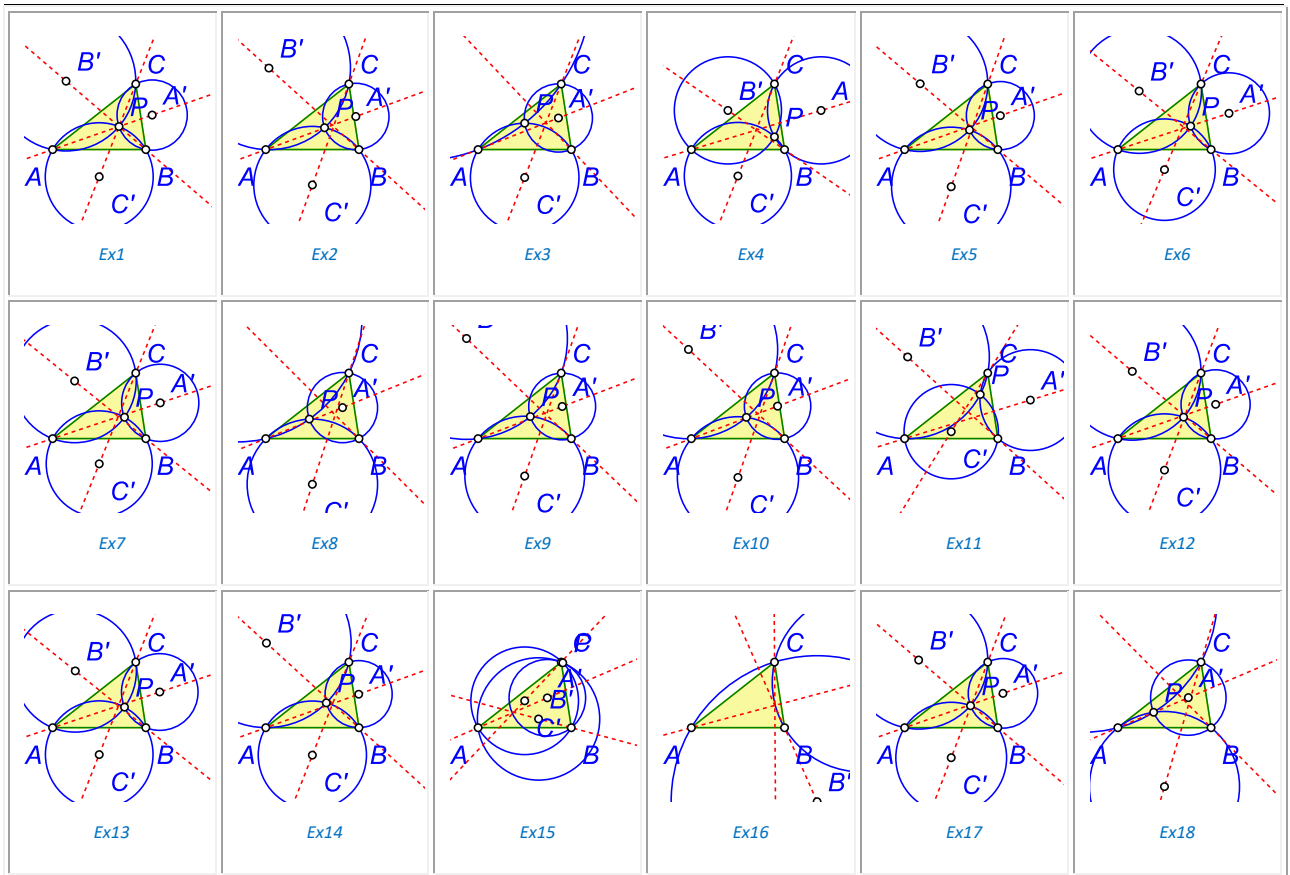 B' C
P A'
A B
C'
Ex1
B' C
P A'
A B
C'
Ex2
C
P A'
A B
C'
Ex3
C
B' A
P
A B
C'
Ex4
B' C
P A'
A B
C'
Ex5
B' C
P A'
A B
C'
Ex6
B' C
P A'
A B
C'
Ex7
C
P A'
A B
Ex8
C
P A'
A B
C'
Ex9
B'
C
P A'
A B
C'
Ex10
B' C
P A'
A C' B
Ex11
B' C
P A'
A B
C'
Ex12
B' C
P A'
A B
C'
Ex13
B' C
P A'
A B
C'
Ex14
P
A'
B'
C'
A B
Ex15
C
A B
B'
Ex16
B' C
P A'
A B
C'
Ex17
C
P A'
A B
Ex18